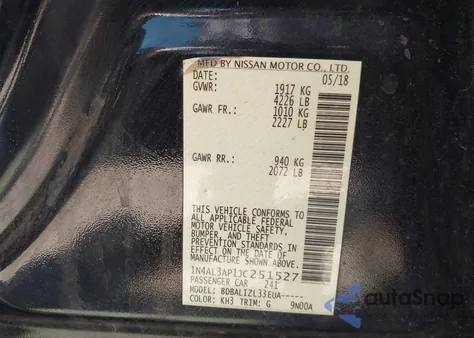 MFD BY NISSAN MOTOR CO., LTD.
DATE: 05/18
GVWR: 1917 KG
4226 LB
GAWR FR.: 1010 KG
2227 LB
GAWR RR.: 940 KG
2072 LB
THIS VEHICLE CONFORMS TO
ALL APPLICABLE FEDERAL
MOTOR VEHICLE SAFETY,
BUMPER, AND THEFT
PREVENTION STANDARDS IN
EFFECT ON THE DATE OF
MANUFACTURE SHOWN ABOVE.
1N4AL3AP1JC251527
PASSENGER CAR 241
MODEL: BDBALIZL33EUA-----
COLOR: KH3 TRIM: G 9N00A
autoSnap